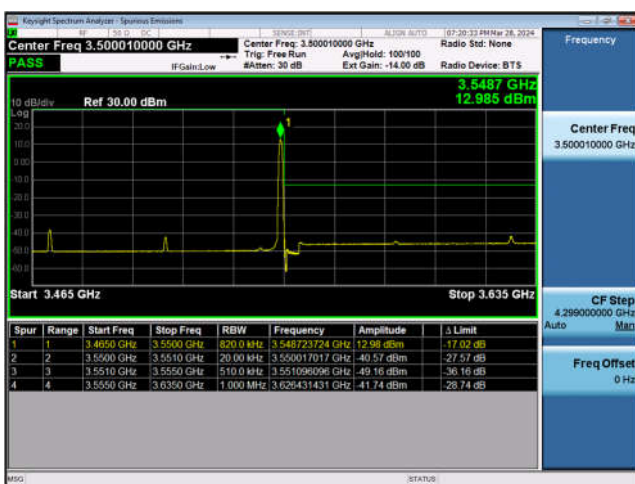 Keysight Spectrum Analyzer - Spurious Emissions
RF 50 Ω DC SENSE:INT ALIGN AUTO 07:20:33 PM Mar 28, 2024
Center Freq 3.500010000 GHz Center Freq: 3.500010000 GHz Radio Std: None Frequency
Trig: Free Run Avg|Hold: 100/100
PASS IFGain:Low #Atten: 30 dB Ext Gain: -14.00 dB Radio Device: BTS
3.5487 GHz
10 dB/div Ref 30.00 dBm 12.985 dBm
Log
20.0
1
10.0
0.00
-10.0
-20.0
-30.0
-40.0
-50.0
-60.0
Start 3.465 GHz Stop 3.635 GHz
Center Freq
3.500010000 GHz
CF Step
4.299000000 GHz
Auto Man
Freq Offset
0 Hz
Spur Range Start Freq Stop Freq RBW Frequency Amplitude Δ Limit
1 1 3.4650 GHz 3.5500 GHz 820.0 kHz 3.548723724 GHz 12.98 dBm -17.02 dB
2 2 3.5500 GHz 3.5510 GHz 20.00 kHz 3.550017017 GHz -40.57 dBm -27.57 dB
3 3 3.5510 GHz 3.5550 GHz 510.0 kHz 3.551096096 GHz -49.16 dBm -36.16 dB
4 4 3.5550 GHz 3.6350 GHz 1.000 MHz 3.626431431 GHz -41.74 dBm -28.74 dB
MSG STATUS